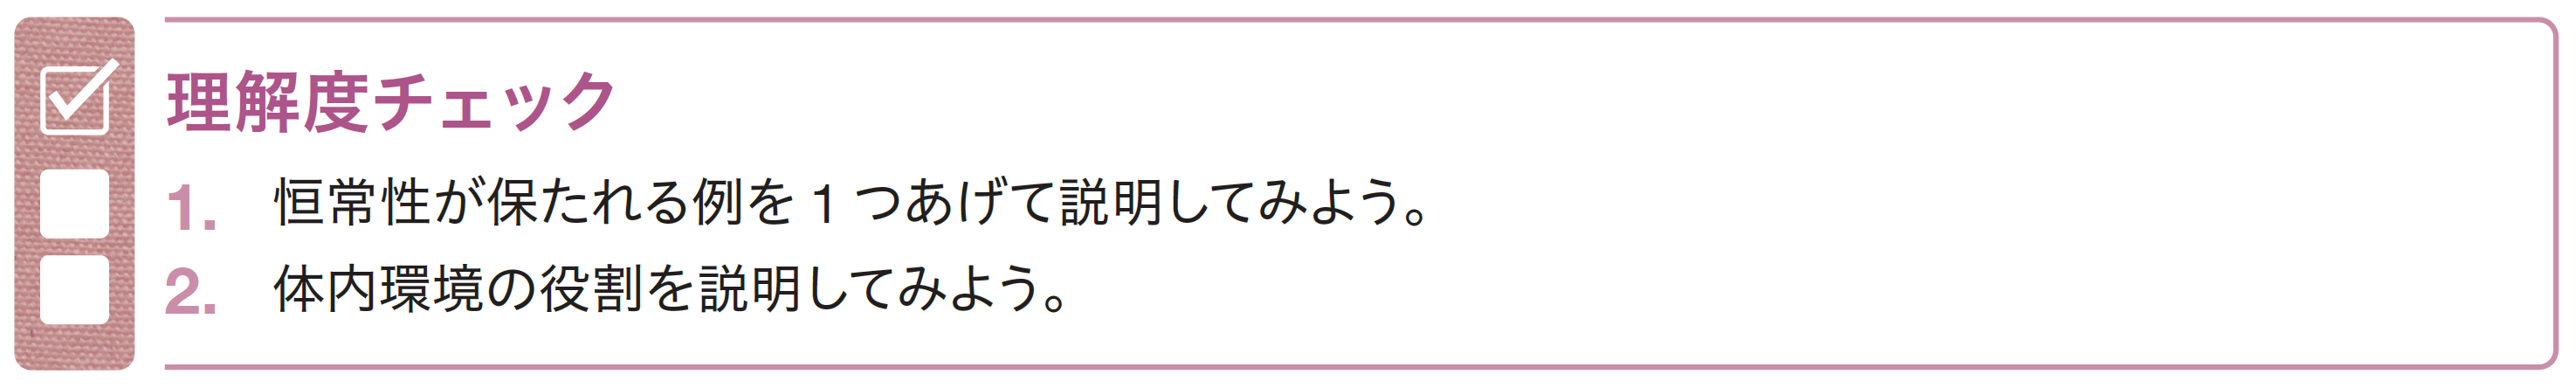 理解度チェック
1. 恒常性が保たれる例を1つあげて説明してみよう。
2. 体内環境の役割を説明してみよう。